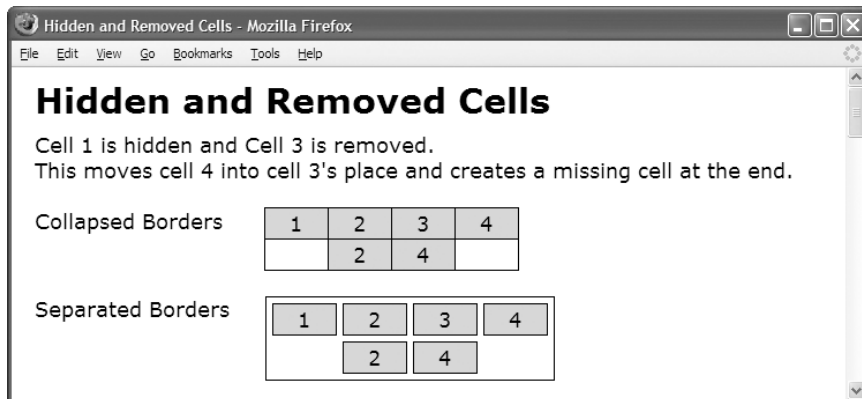 Hidden and Removed Cells - Mozilla Firefox
File Edit View Go Bookmarks Tools Help
Hidden and Removed Cells
Cell 1 is hidden and Cell 3 is removed.
This moves cell 4 into cell 3's place and creates a missing cell at the end.
Collapsed Borders 1 2 3 4
2 4
Separated Borders 1 2 3 4
2 4